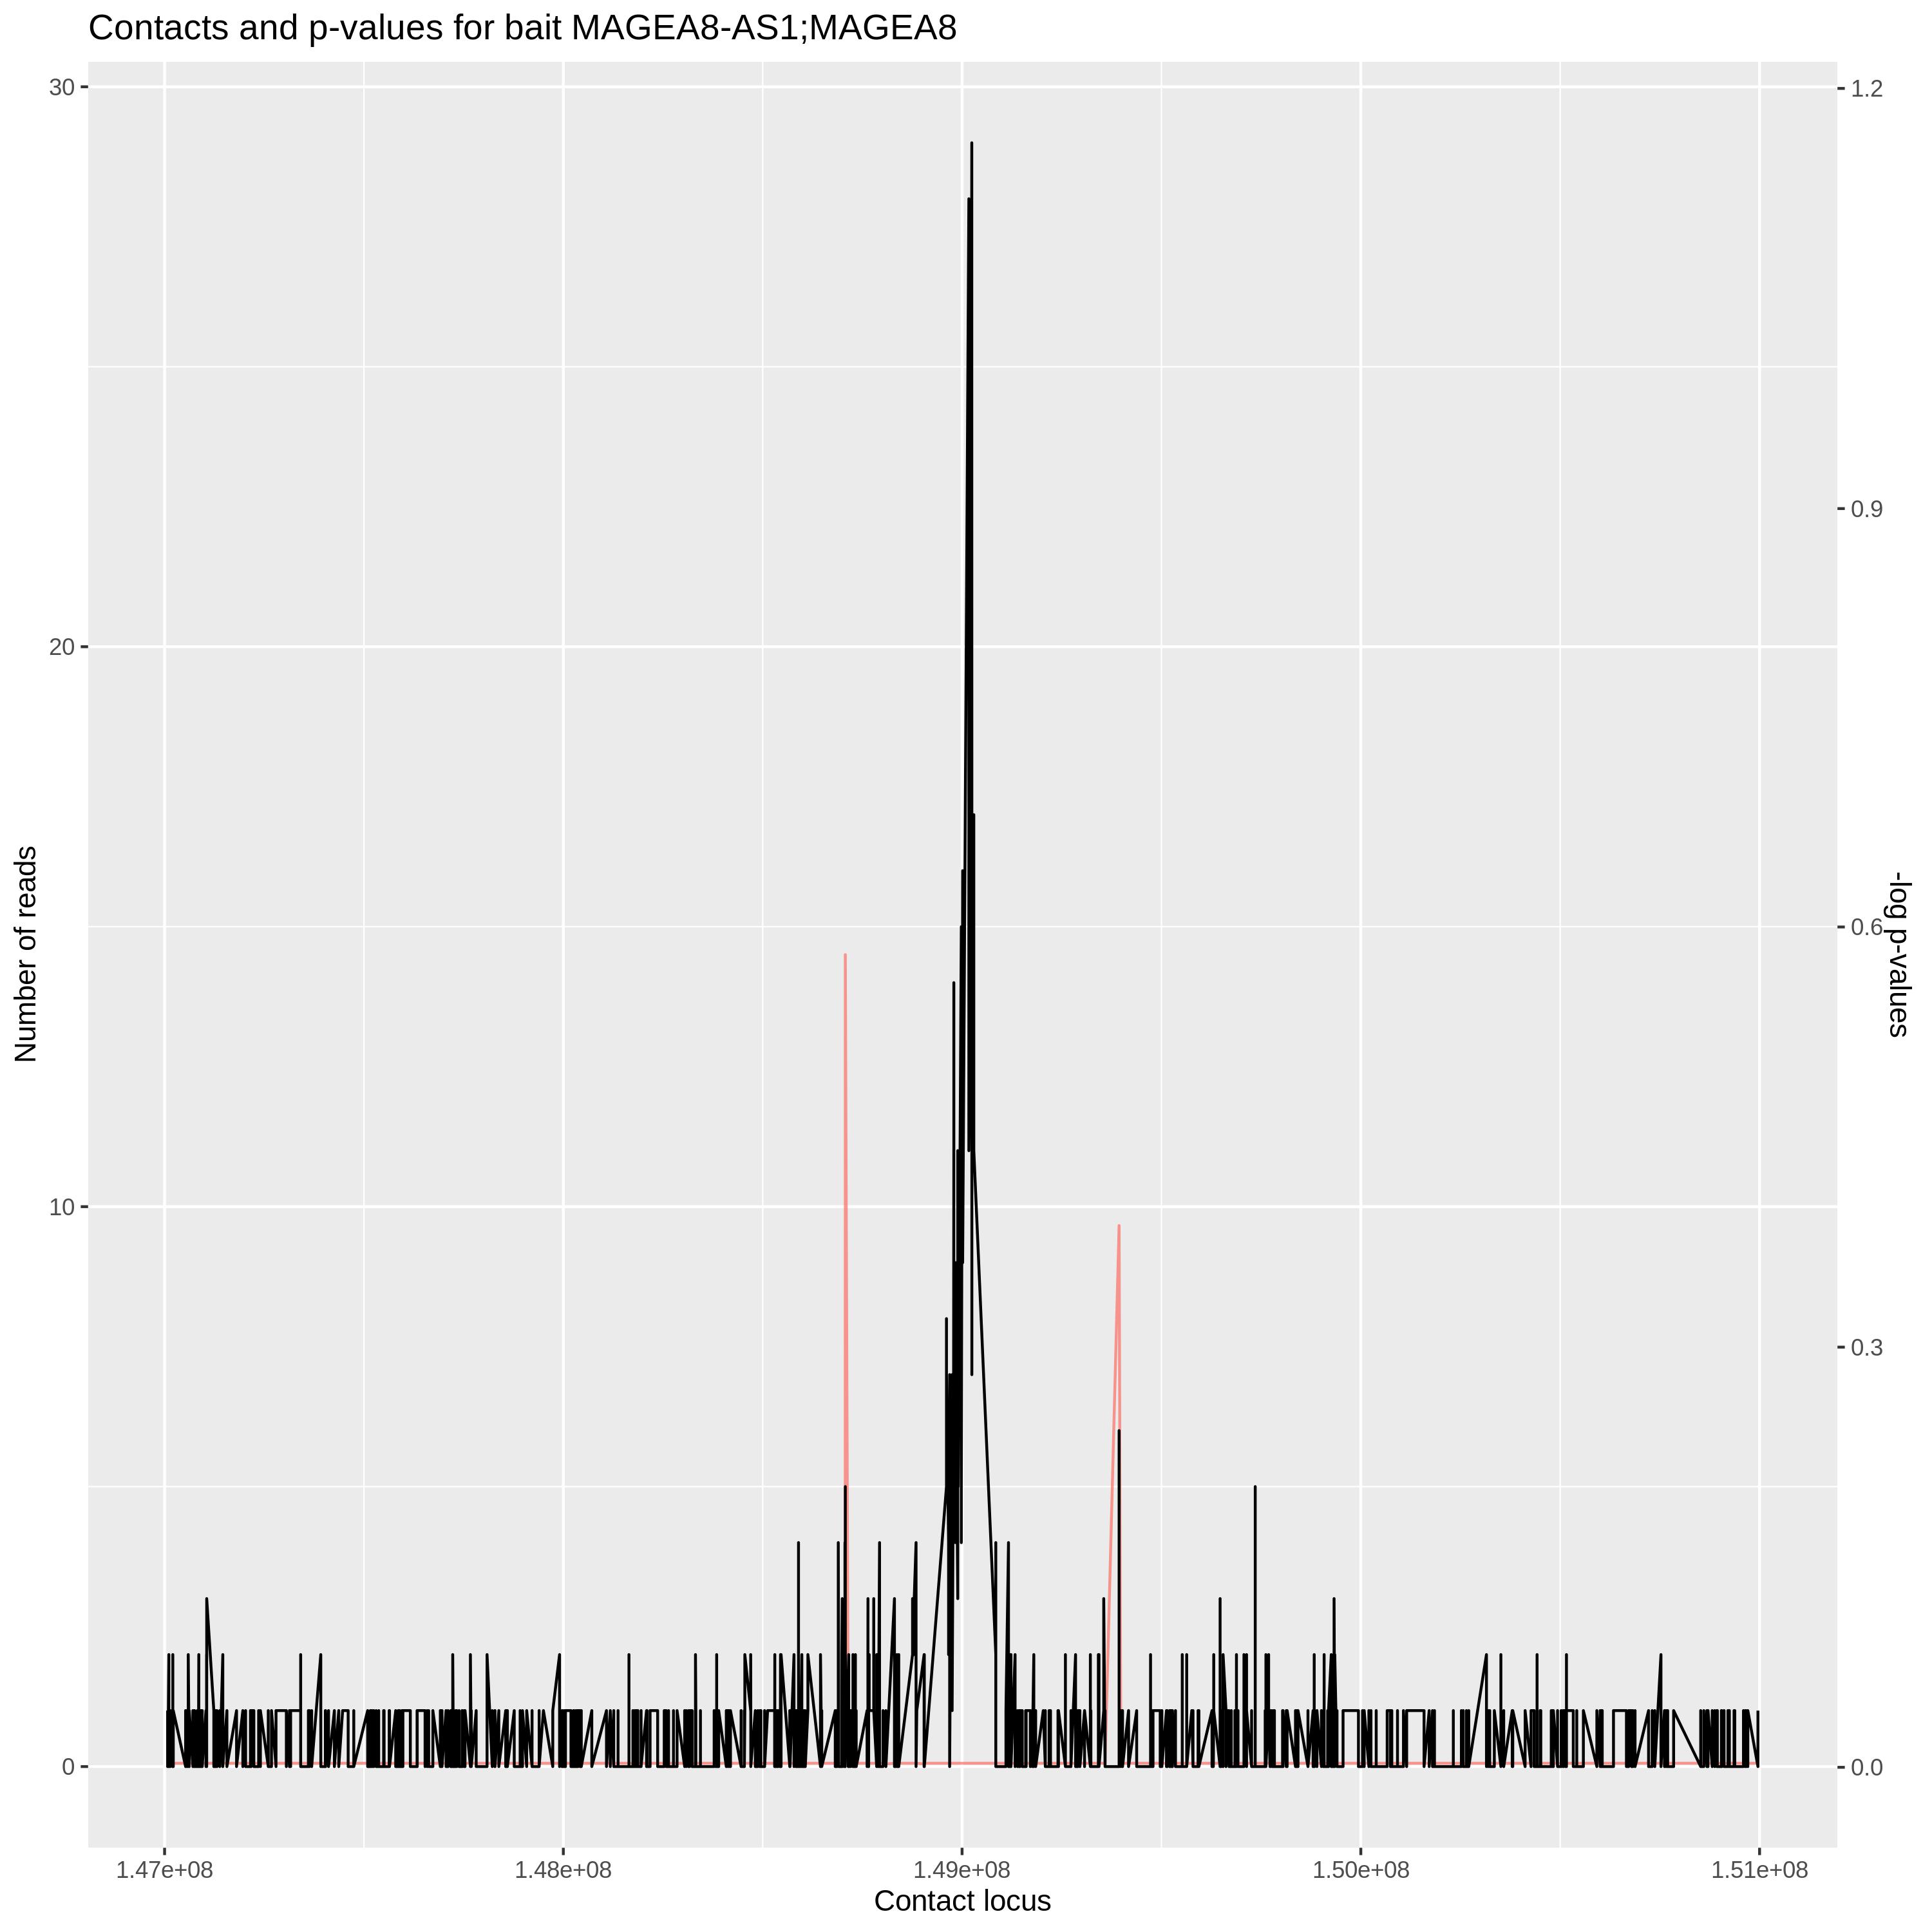 Contacts and p-values for bait MAGEA8-AS1;MAGEA8
30
20
10
0
Number of reads
1.2
0.9
0.6
0.3
0.0
-log p-values
1.47e+08 1.48e+08 1.49e+08 1.50e+08 1.51e+08
Contact locus